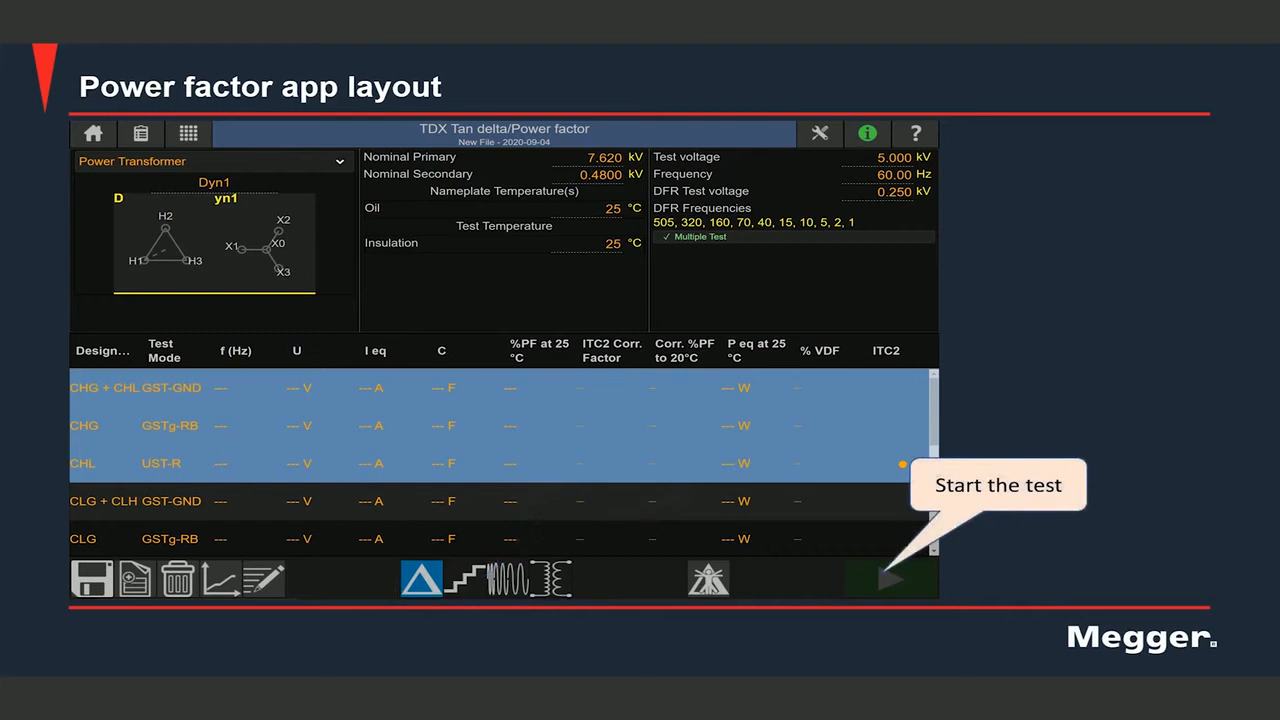 Power factor app layout
TDX Tan delta/Power factor
New File - 2020-09-04
?
Power Transformer
Dyn1
D yn1
H2
H1 H3
X2
X1 X0
X3
Nominal Primary 7.620 kV
Nominal Secondary 0.4800 kV
Nameplate Temperature(s)
Oil 25 °C
Test Temperature
Insulation 25 °C
Test voltage 5.000 kV
Frequency 60.00 Hz
DFR Test voltage 0.250 kV
DFR Frequencies
505, 320, 160, 70, 40, 15, 10, 5, 2, 1
✓ Multiple Test
Design... Test Mode f (Hz) U I eq C %PF at 25 °C ITC2 Corr. Factor Corr. %PF to 20°C P eq at 25 °C % VDF ITC2
CHG + CHL GST-GND --- --- V --- A --- F --- -- -- --- W --
CHG GSTg-RB --- --- V --- A --- F --- -- -- --- W --
CHL UST-R --- --- V --- A --- F --- -- -- --- W --
CLG + CLH GST-GND --- --- V --- A --- F --- -- -- --- W --
CLG GSTg-RB --- --- V --- A --- F --- -- -- --- W --
Start the test
Megger.